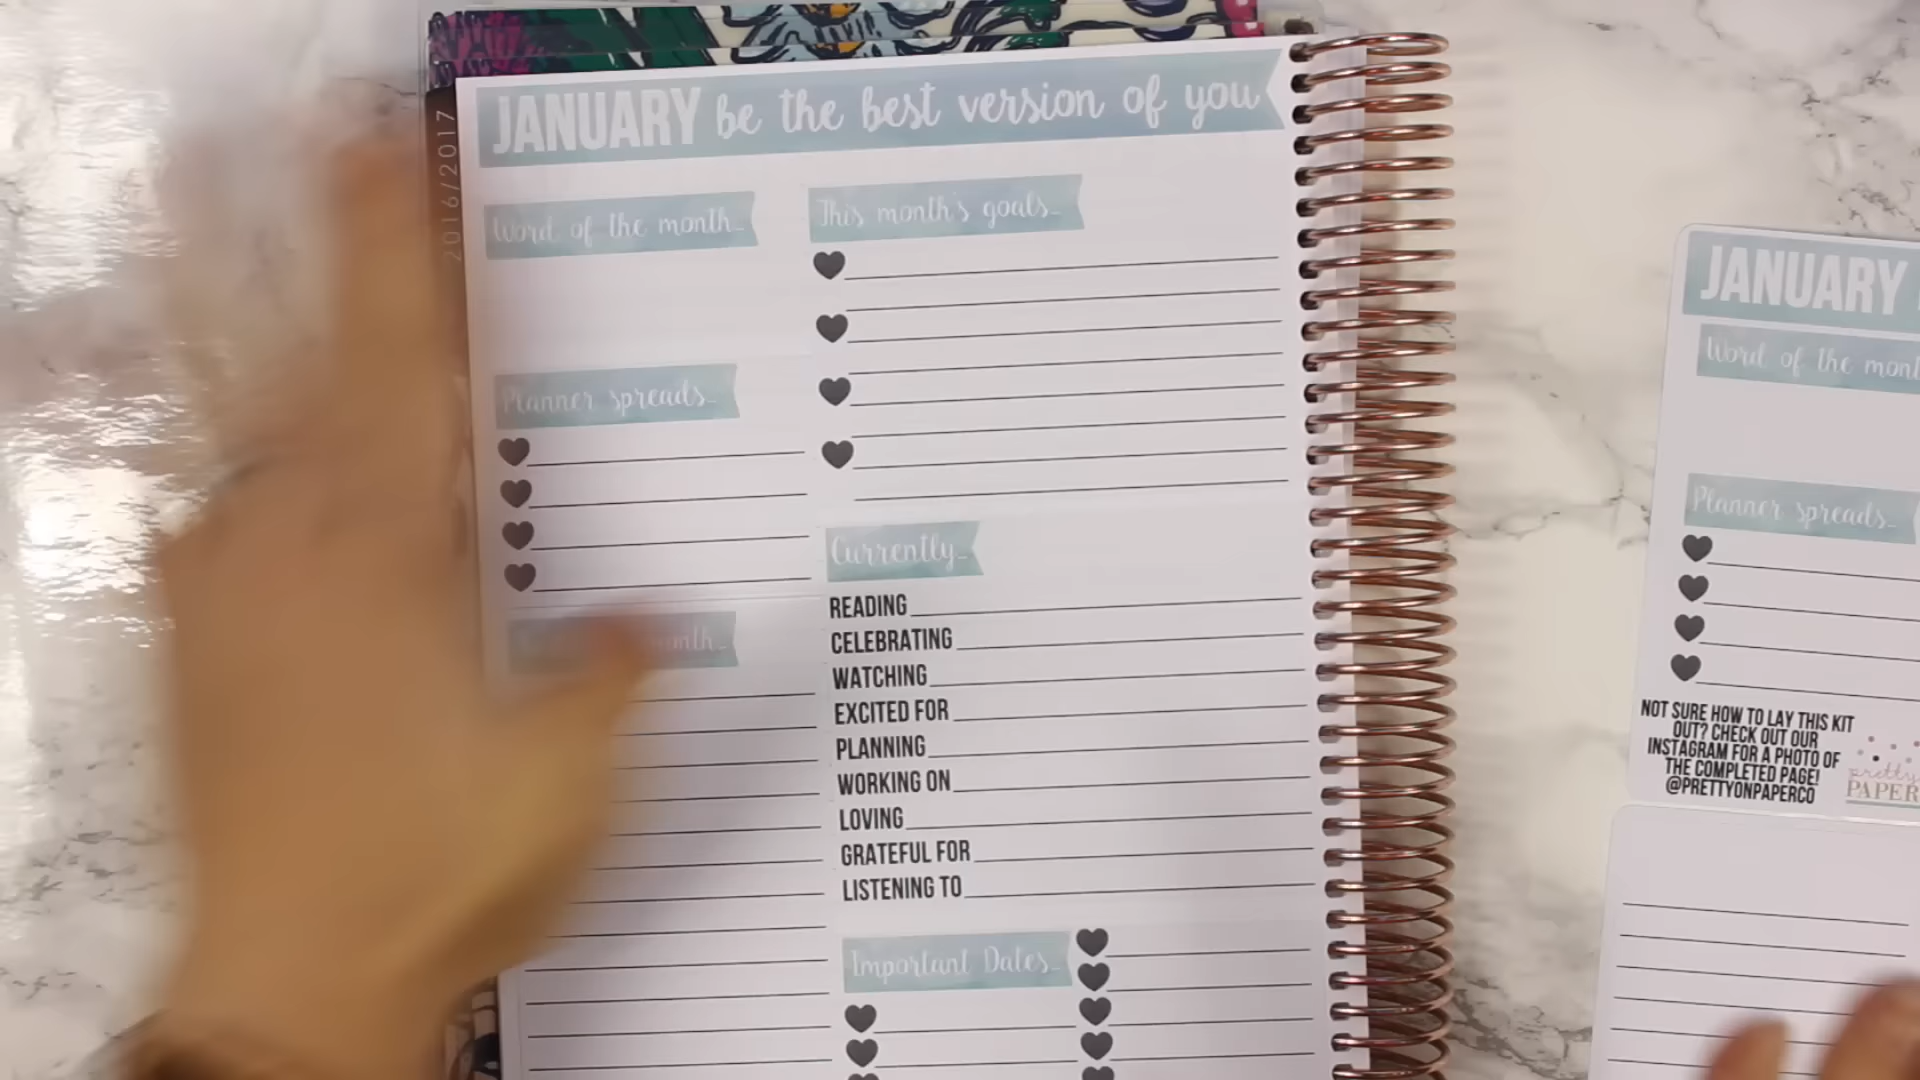 2016/2017
JANUARY be the best version of you
Word of the month...
This month's goals...
Planner spreads...
Currently...
READING
CELEBRATING
WATCHING
EXCITED FOR
PLANNING
WORKING ON
LOVING
GRATEFUL FOR
LISTENING TO
Important Dates...
JANUARY
Word of the mont
Planner spreads...
NOT SURE HOW TO LAY THIS KIT
OUT? CHECK OUT OUR
INSTAGRAM FOR A PHOTO OF
THE COMPLETED PAGE!
@PRETTYONPAPERCO
pretty
PAPER